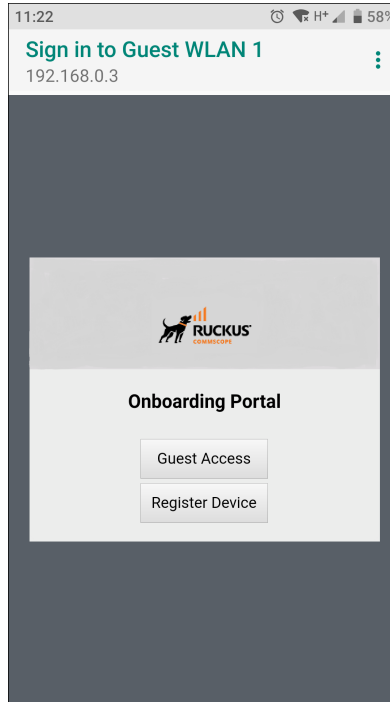 11:22 H+ 58%
Sign in to Guest WLAN 1
192.168.0.3
RUCKUS
COMMSCOPE
Onboarding Portal
Guest Access
Register Device